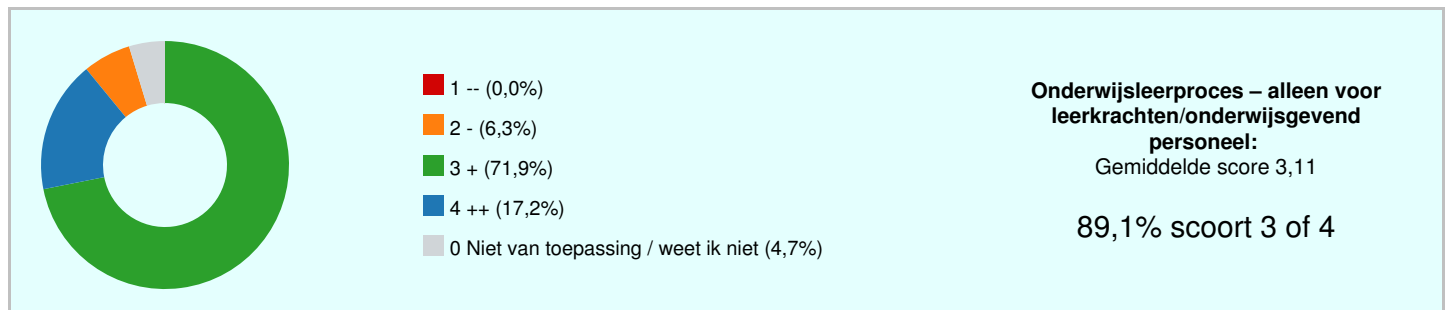 1 -- (0,0%)
2 - (6,3%)
3 + (71,9%)
4 ++ (17,2%)
0 Niet van toepassing / weet ik niet (4,7%)
Onderwijsleerproces – alleen voor
leerkrachten/onderwijsgevend
personeel:
Gemiddelde score 3,11
89,1% scoort 3 of 4